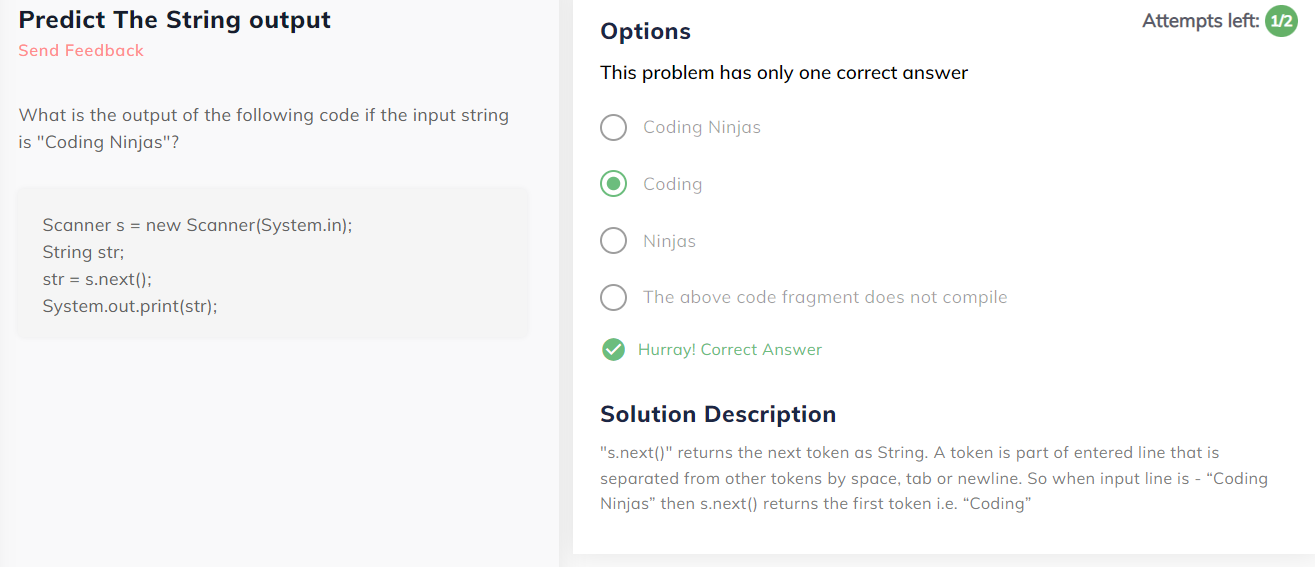 Predict The String output
Send Feedback
What is the output of the following code if the input string
is "Coding Ninjas"?
Scanner s = new Scanner(System.in);
String str;
str = s.next();
System.out.print(str);
Options
Attempts left: 1/2
This problem has only one correct answer
Coding Ninjas
Coding
Ninjas
The above code fragment does not compile
Hurray! Correct Answer
Solution Description
"s.next()" returns the next token as String. A token is part of entered line that is
separated from other tokens by space, tab or newline. So when input line is - “Coding
Ninjas” then s.next() returns the first token i.e. “Coding”